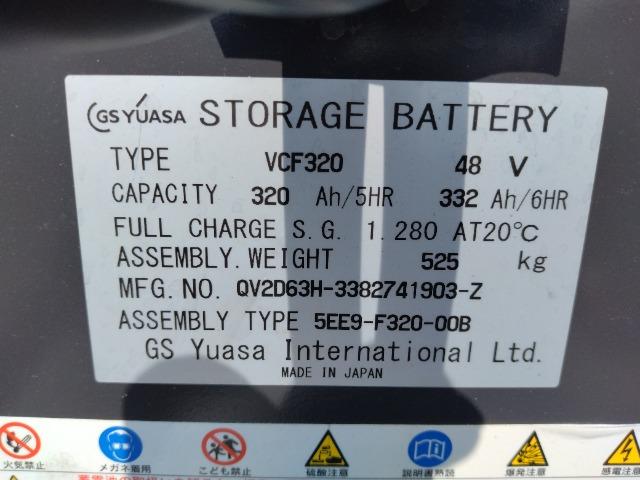 GS YUASA STORAGE BATTERY
TYPE VCF320 48 V
CAPACITY 320 Ah/5HR 332 Ah/6HR
FULL CHARGE S.G. 1.280 AT20℃
ASSEMBLY.WEIGHT 525 kg
MFG.NO. QV2D63H-3382741903-Z
ASSEMBLY TYPE 5EE9-F320-00B
GS Yuasa International Ltd.
MADE IN JAPAN
火気禁止 メガネ着用 こども禁止 硫酸注意 説明書熟読 爆発注意 感電注意